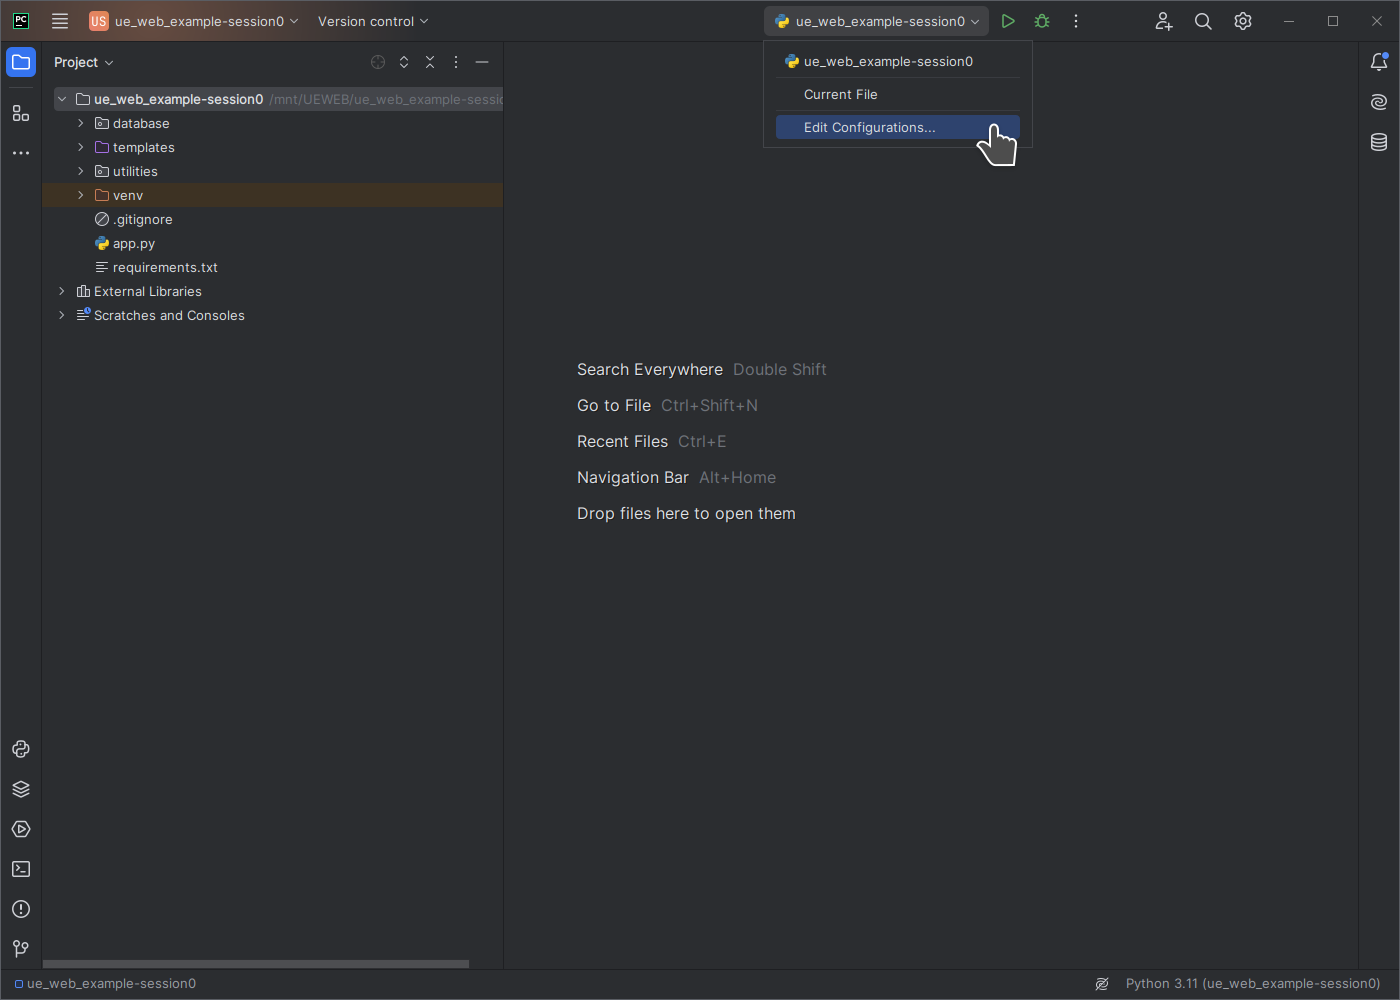 PC
US ue_web_example-session0 Version control ue_web_example-session0
Project
ue_web_example-session0 /mnt/UEWEB/ue_web_example-sessio
database
templates
utilities
venv
.gitignore
app.py
requirements.txt
External Libraries
Scratches and Consoles
ue_web_example-session0
Current File
Edit Configurations...
Search Everywhere Double Shift
Go to File Ctrl+Shift+N
Recent Files Ctrl+E
Navigation Bar Alt+Home
Drop files here to open them
ue_web_example-session0 Python 3.11 (ue_web_example-session0)